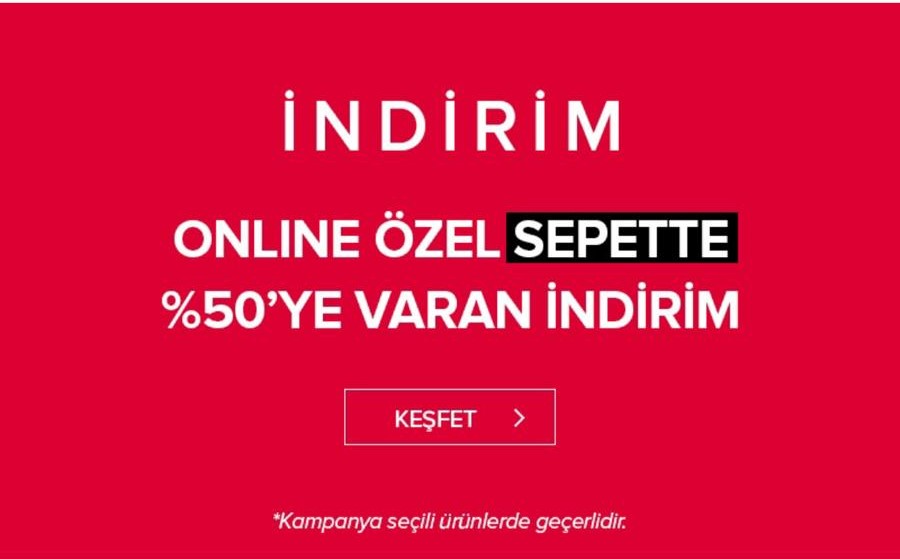 İNDİRİM
ONLINE ÖZEL SEPETTE
%50'YE VARAN İNDİRİM
KEŞFET >
*Kampanya seçili ürünlerde geçerlidir.